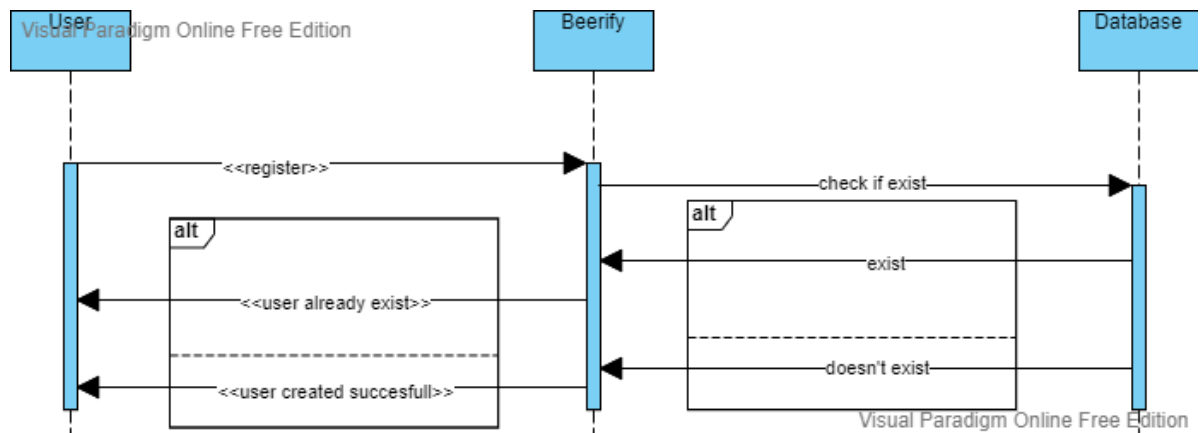 User
Visual Paradigm Online Free Edition
Beerify
Database
<<register>>
check if exist
alt
alt
exist
<<user already exist>>
doesn't exist
<<user created succesfull>>
Visual Paradigm Online Free Edition